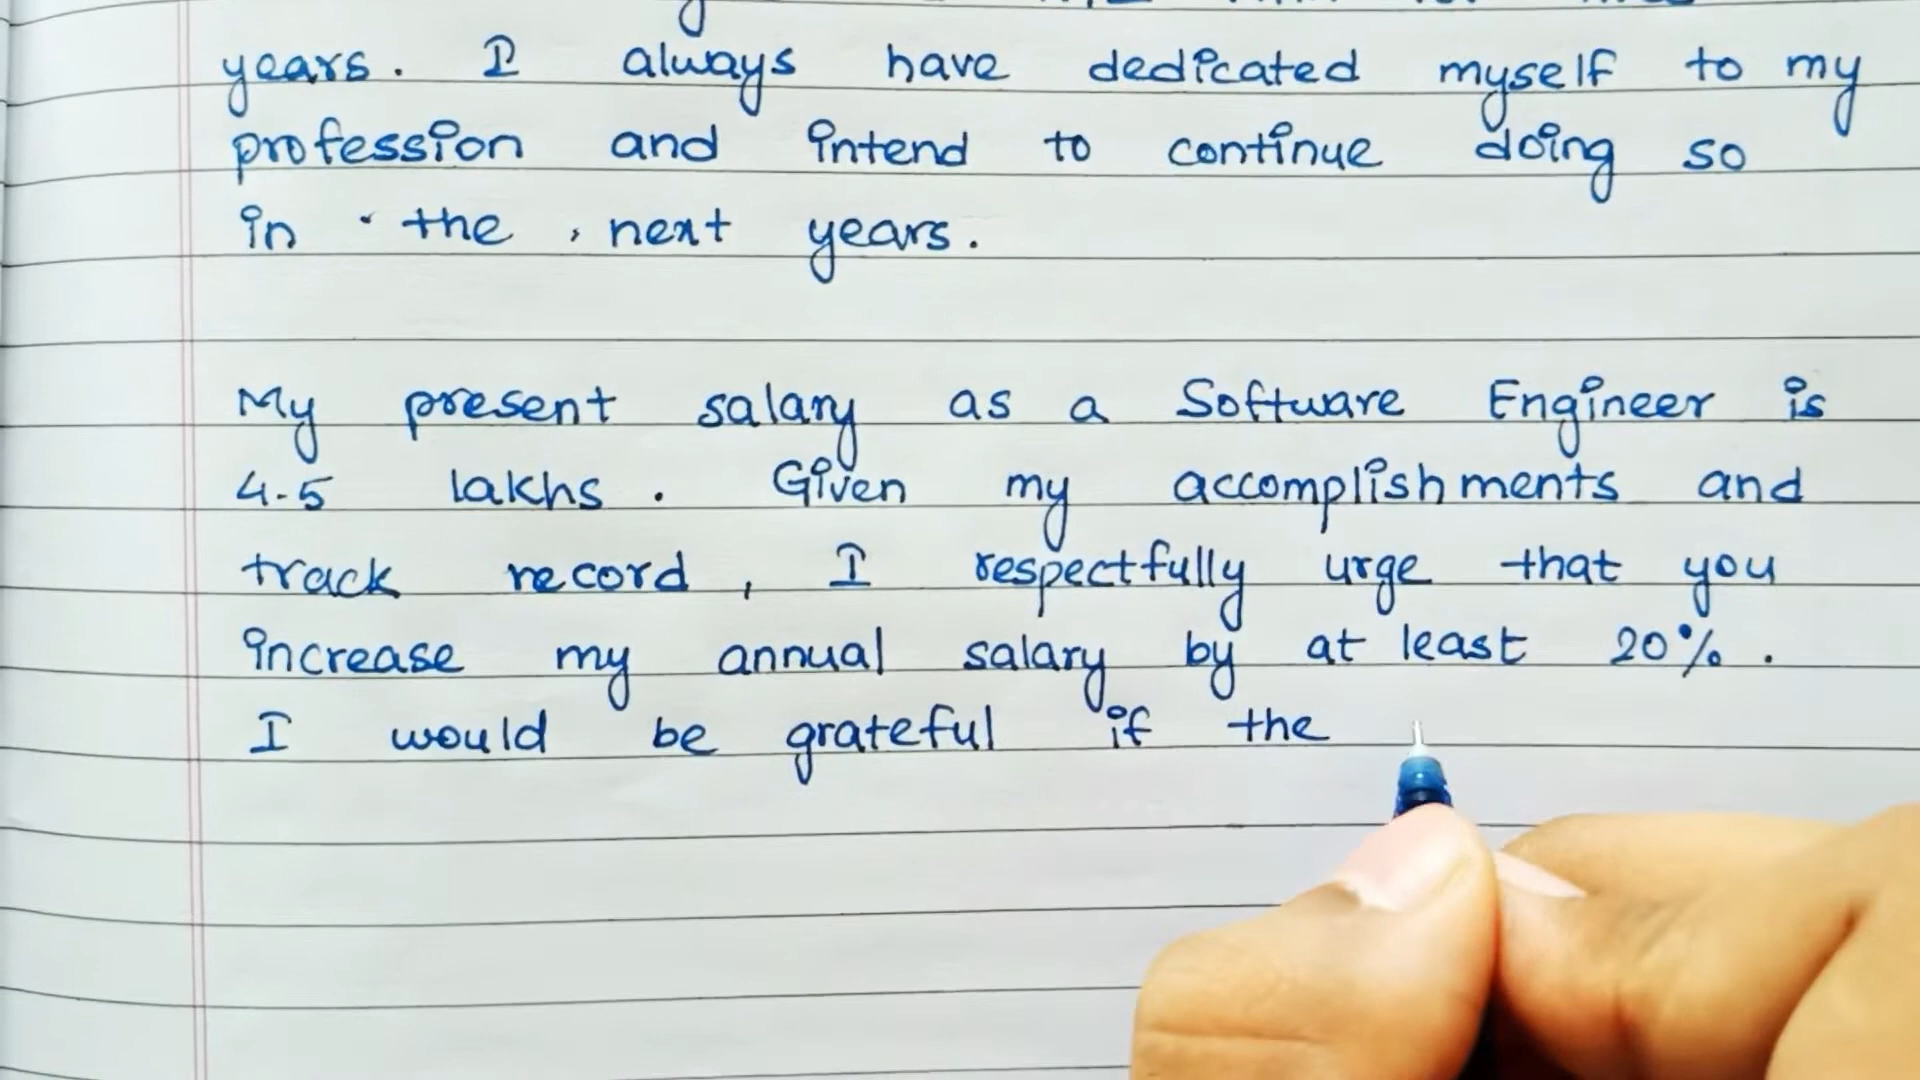 years. I always have dedicated myself to my
profession and intend to continue doing so
in the next years.
My present salary as a Software Engineer is
4.5 lakhs. Given my accomplishments and
track record, I respectfully urge that you
increase my annual salary by at least 20%.
I would be grateful if the